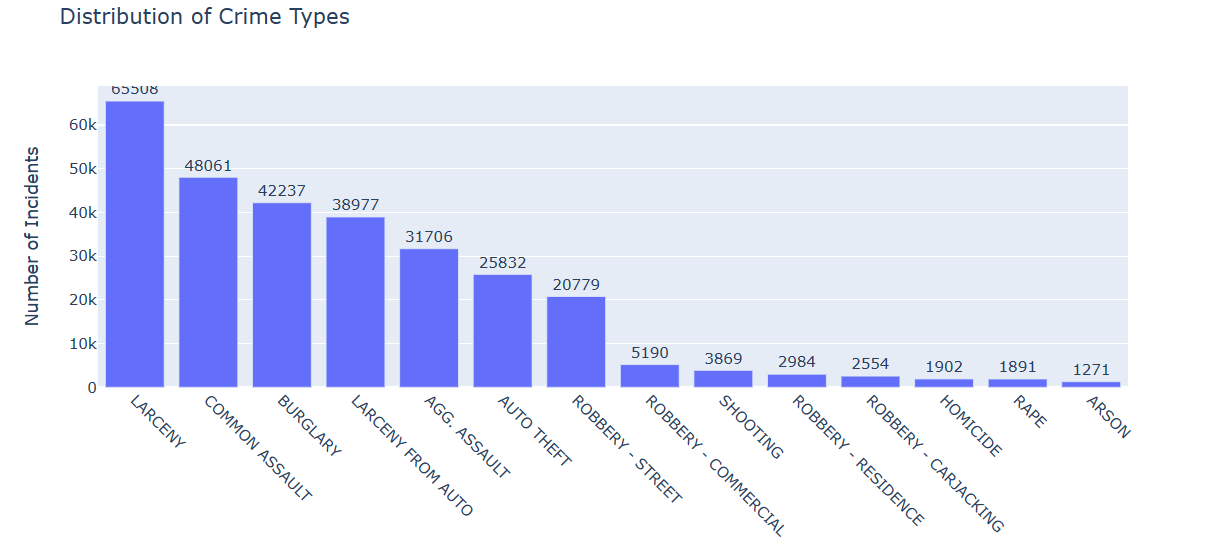 Distribution of Crime Types
Number of Incidents
60k
50k
40k
30k
20k
10k
0
65508
48061
42237
38977
31706
25832
20779
5190
3869
2984
2554
1902
1891
1271
LARCENY
COMMON ASSAULT
BURGLARY
LARCENY FROM AUTO
AGG. ASSAULT
AUTO THEFT
ROBBERY - STREET
ROBBERY - COMMERCIAL
SHOOTING
ROBBERY - RESIDENCE
ROBBERY - CARJACKING
HOMICIDE
RAPE
ARSON